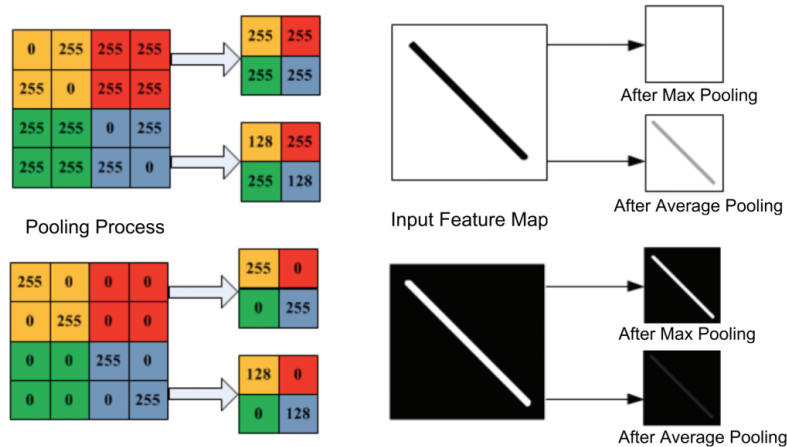 0 255 255 255
255 0 255 255
255 255 0 255
255 255 255 0
255 255
255 255
128 255
255 128
Pooling Process
After Max Pooling
After Average Pooling
Input Feature Map
255 0 0 0
0 255 0 0
0 0 255 0
0 0 0 255
255 0
0 255
128 0
0 128
After Max Pooling
After Average Pooling